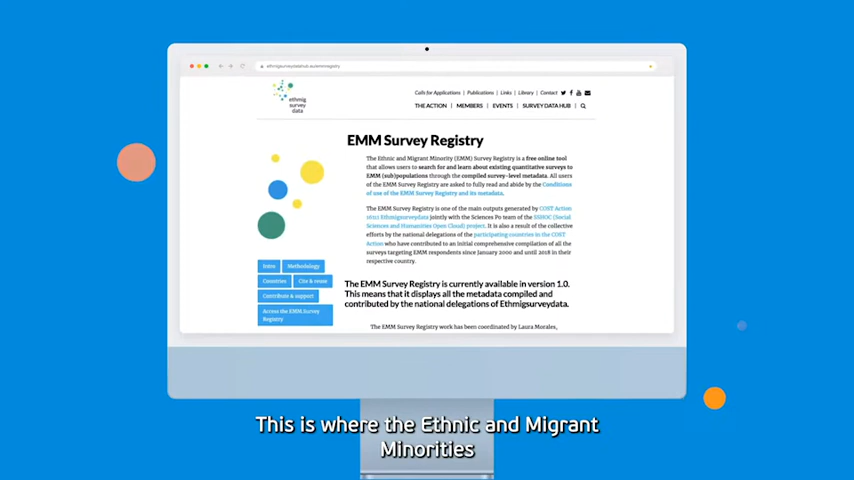 ethmigsurveydatahub.eu/emmregistry
ethmig
survey
data
Calls for Applications | Publications | Links | Library | Contact
THE ACTION | MEMBERS | EVENTS | SURVEY DATA HUB |
EMM Survey Registry
The Ethnic and Migrant Minority (EMM) Survey Registry is a free online tool
that allows users to search for and learn about existing quantitative surveys to
EMM (sub)populations through the compiled survey-level metadata. All users
of the EMM Survey Registry are asked to fully read and abide by the Conditions
of use of the EMM Survey Registry and its metadata.
The EMM Survey Registry is one of the main outputs generated by COST Action
16111 Ethmigsurveydata jointly with the Sciences Po team of the SSHOC (Social
Sciences and Humanities Open Cloud) project. It is also a result of the collective
efforts by the national delegations of the participating countries in the COST
Action who have contributed to an initial comprehensive compilation of all the
surveys targeting EMM respondents since January 2000 and until 2018 in their
respective country.
Intro
Methodology
Countries
Cite & reuse
Contribute & support
Access the EMM Survey
Registry
The EMM Survey Registry is currently available in version 1.0.
This means that it displays all the metadata compiled and
contributed by the national delegations of Ethmigsurveydata.
The EMM Survey Registry work has been coordinated by Laura Morales,
This is where the Ethnic and Migrant
Minorities